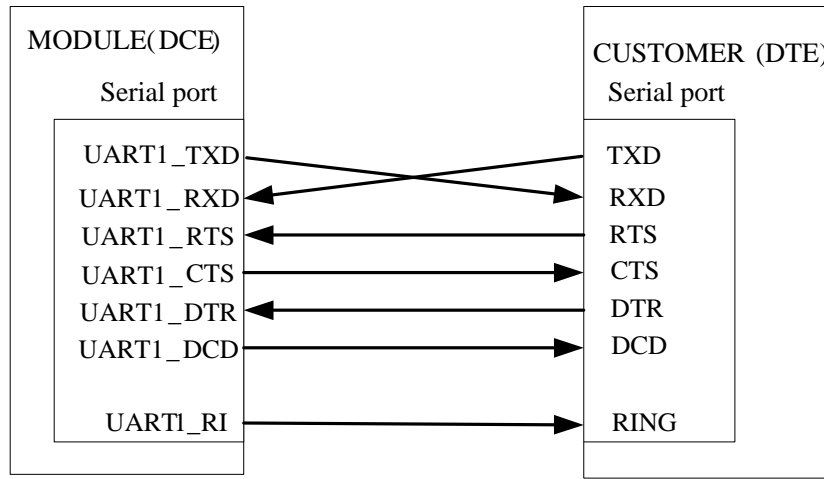 MODULE(DCE)
CUSTOMER (DTE)
Serial port
Serial port
UART1_TXD
TXD
UART1_RXD
RXD
UART1_RTS
RTS
UART1_CTS
CTS
UART1_DTR
DTR
UART1_DCD
DCD
UART1_RI
RING